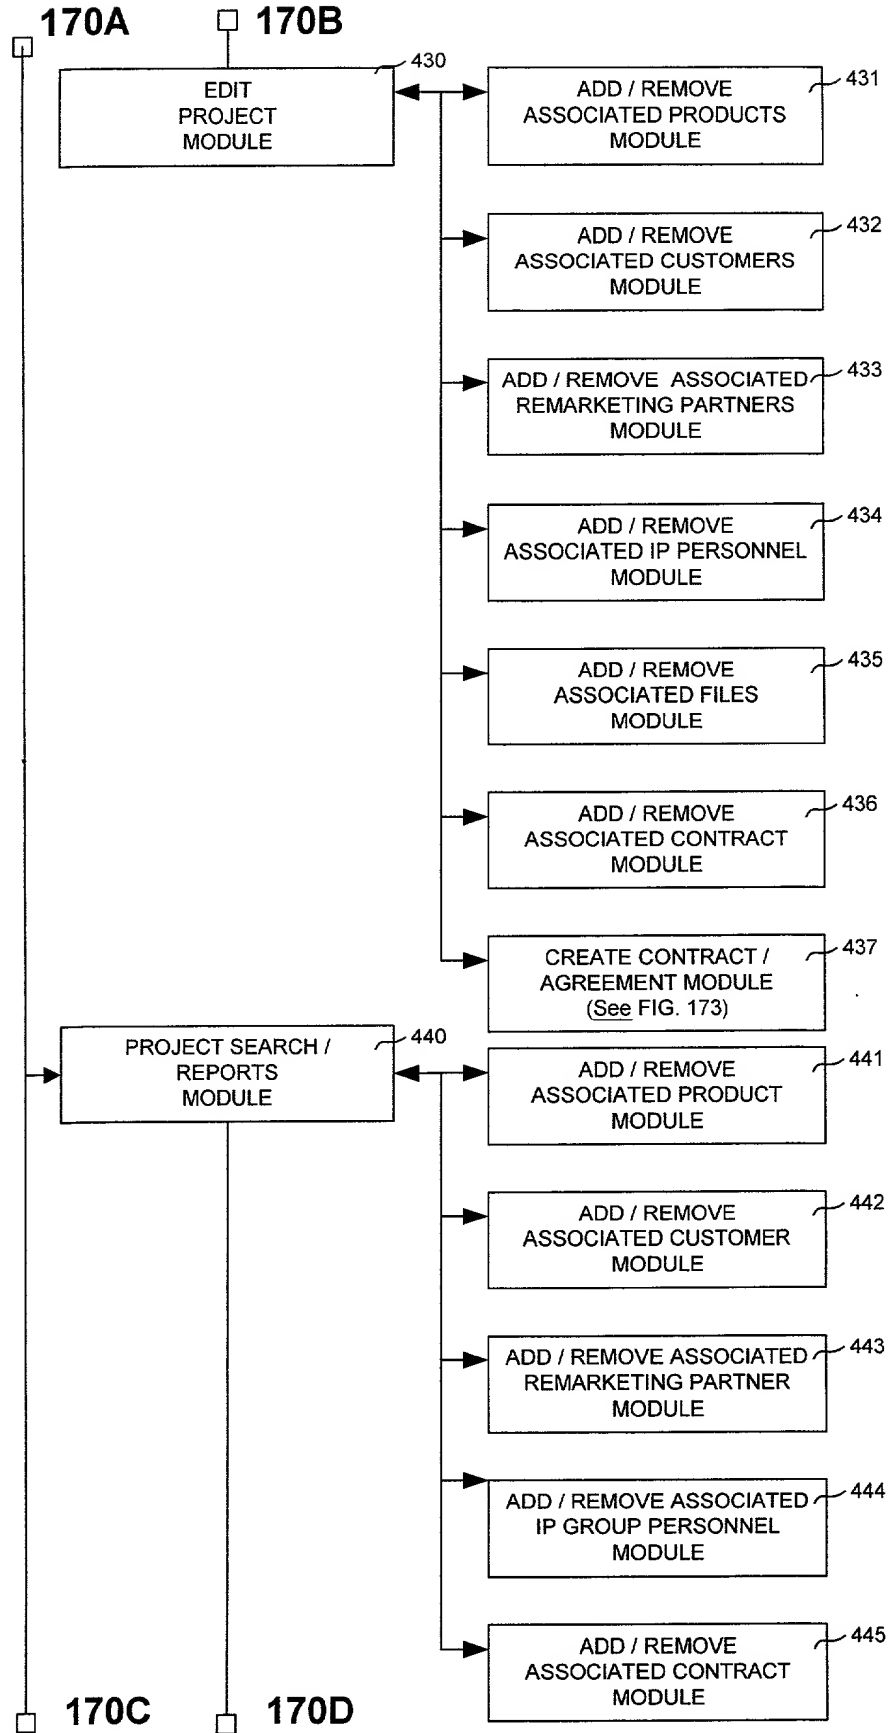 170A
170B
430
EDIT
PROJECT
MODULE
431
ADD / REMOVE
ASSOCIATED PRODUCTS
MODULE
432
ADD / REMOVE
ASSOCIATED CUSTOMERS
MODULE
433
ADD / REMOVE ASSOCIATED
REMARKETING PARTNERS
MODULE
434
ADD / REMOVE
ASSOCIATED IP PERSONNEL
MODULE
435
ADD / REMOVE
ASSOCIATED FILES
MODULE
436
ADD / REMOVE
ASSOCIATED CONTRACT
MODULE
437
CREATE CONTRACT /
AGREEMENT MODULE
(See FIG. 173)
440
PROJECT SEARCH /
REPORTS
MODULE
441
ADD / REMOVE
ASSOCIATED PRODUCT
MODULE
442
ADD / REMOVE
ASSOCIATED CUSTOMER
MODULE
443
ADD / REMOVE ASSOCIATED
REMARKETING PARTNER
MODULE
444
ADD / REMOVE ASSOCIATED
IP GROUP PERSONNEL
MODULE
445
ADD / REMOVE
ASSOCIATED CONTRACT
MODULE
170C
170D